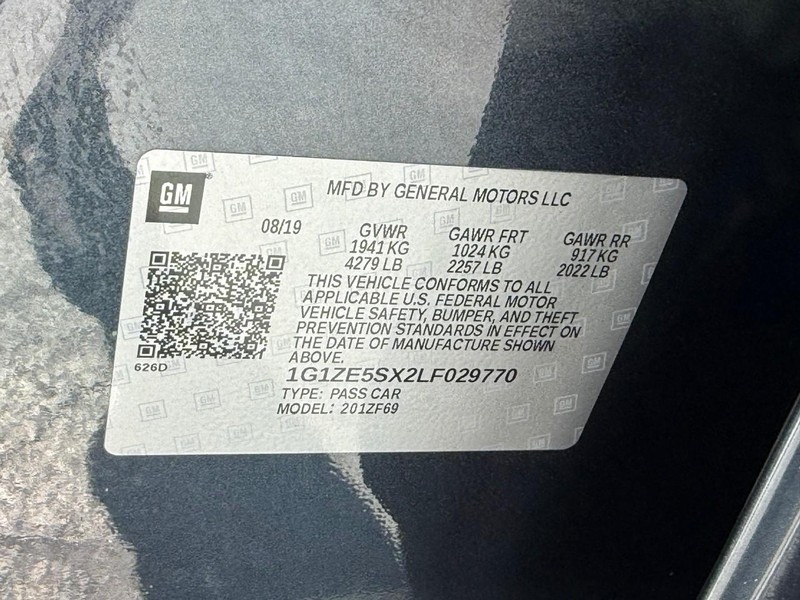 GM
MFD BY GENERAL MOTORS LLC
08/19 GVWR GAWR FRT GAWR RR
1941 KG 1024 KG 917 KG
4279 LB 2257 LB 2022 LB
THIS VEHICLE CONFORMS TO ALL
APPLICABLE U.S. FEDERAL MOTOR
VEHICLE SAFETY, BUMPER, AND THEFT
PREVENTION STANDARDS IN EFFECT ON
THE DATE OF MANUFACTURE SHOWN
ABOVE.
626D
1G1ZE5SX2LF029770
TYPE: PASS CAR
MODEL: 201ZF69